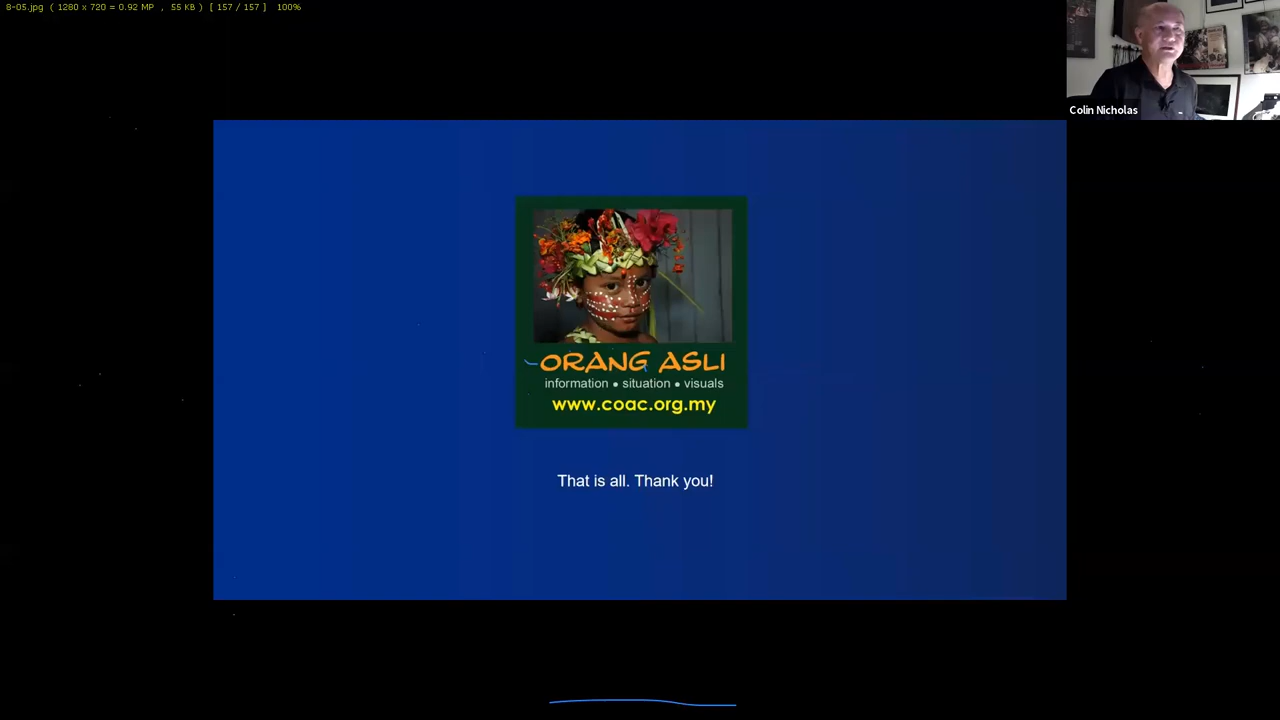 8-05.jpg ( 1280 x 720 = 0.92 MP , 55 KB ) [ 157 / 157 ] 100%
Colin Nicholas
ORANG ASLI
information • situation • visuals
www.coac.org.my
That is all. Thank you!